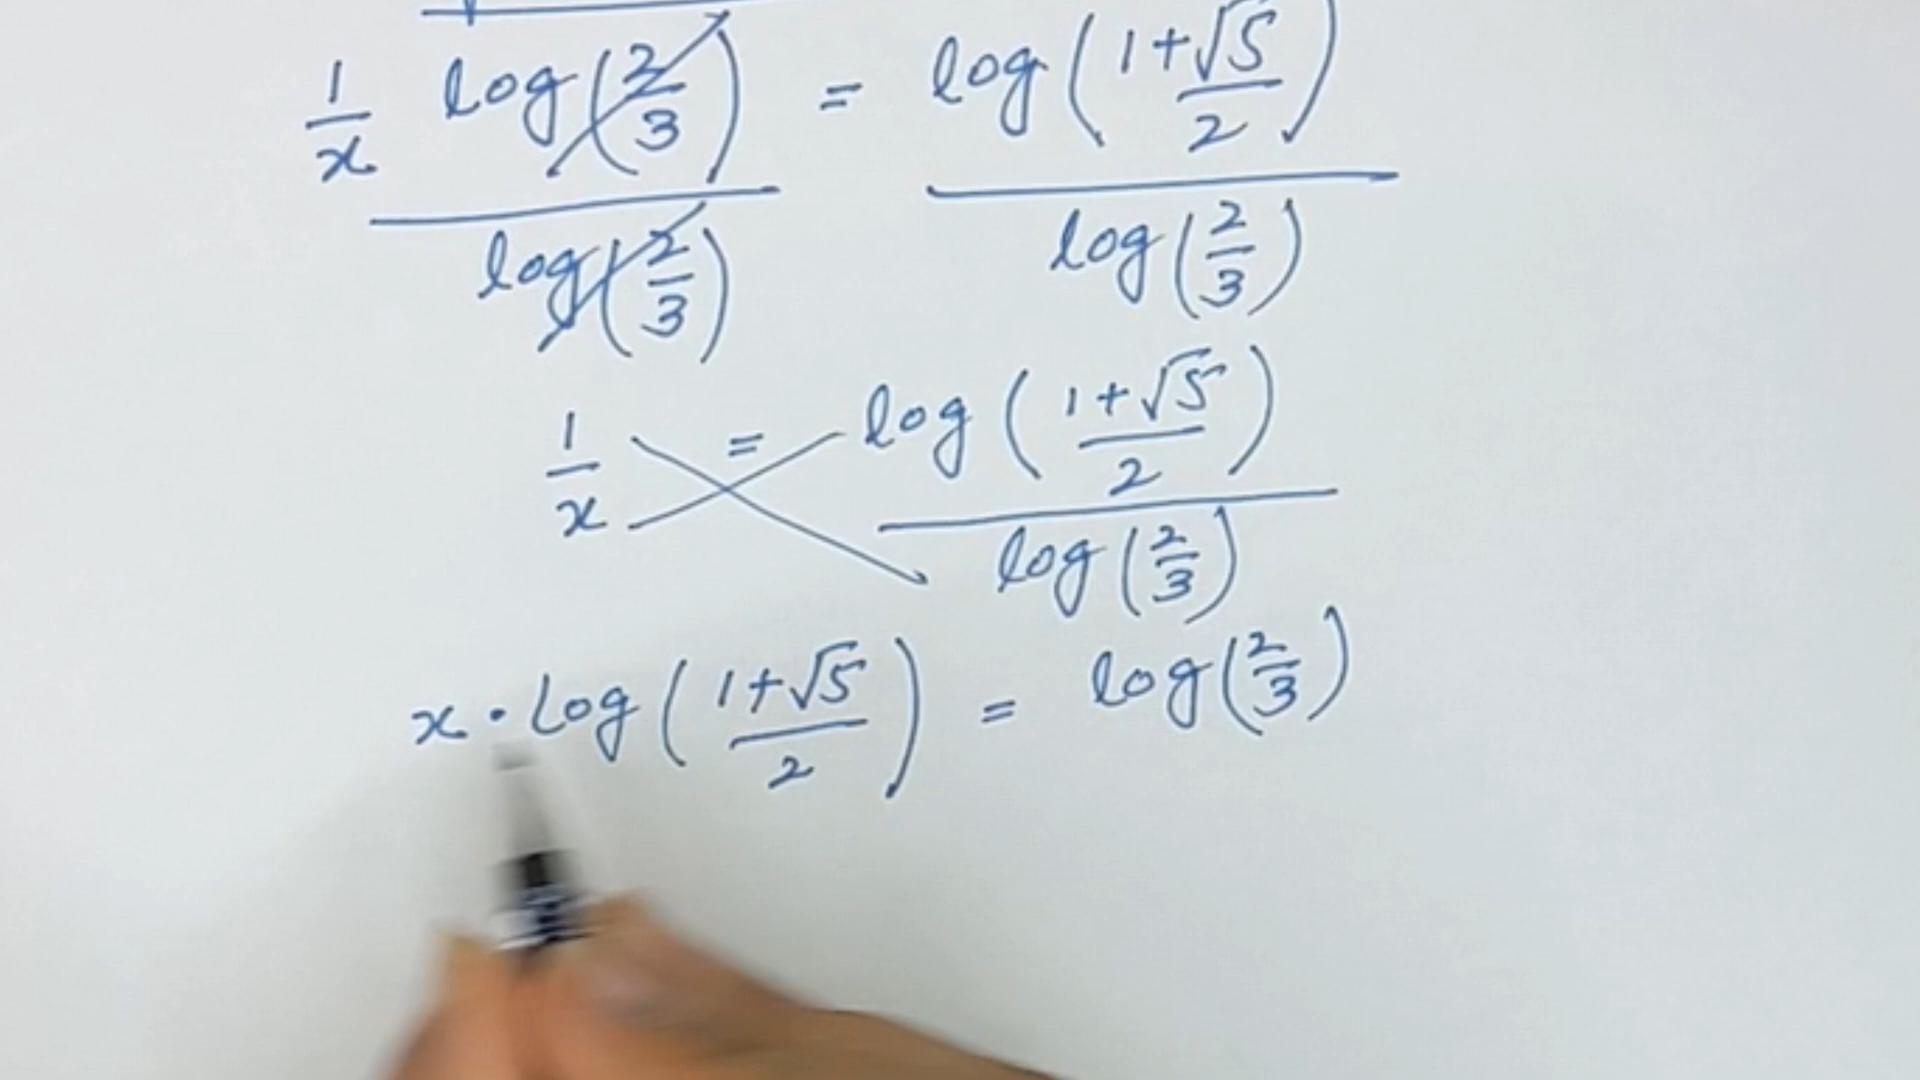 1/x log(2/3) / log(2/3) = log((1+√5)/2) / log(2/3)
1/x = log((1+√5)/2) / log(2/3)
x · log((1+√5)/2) = log(2/3)